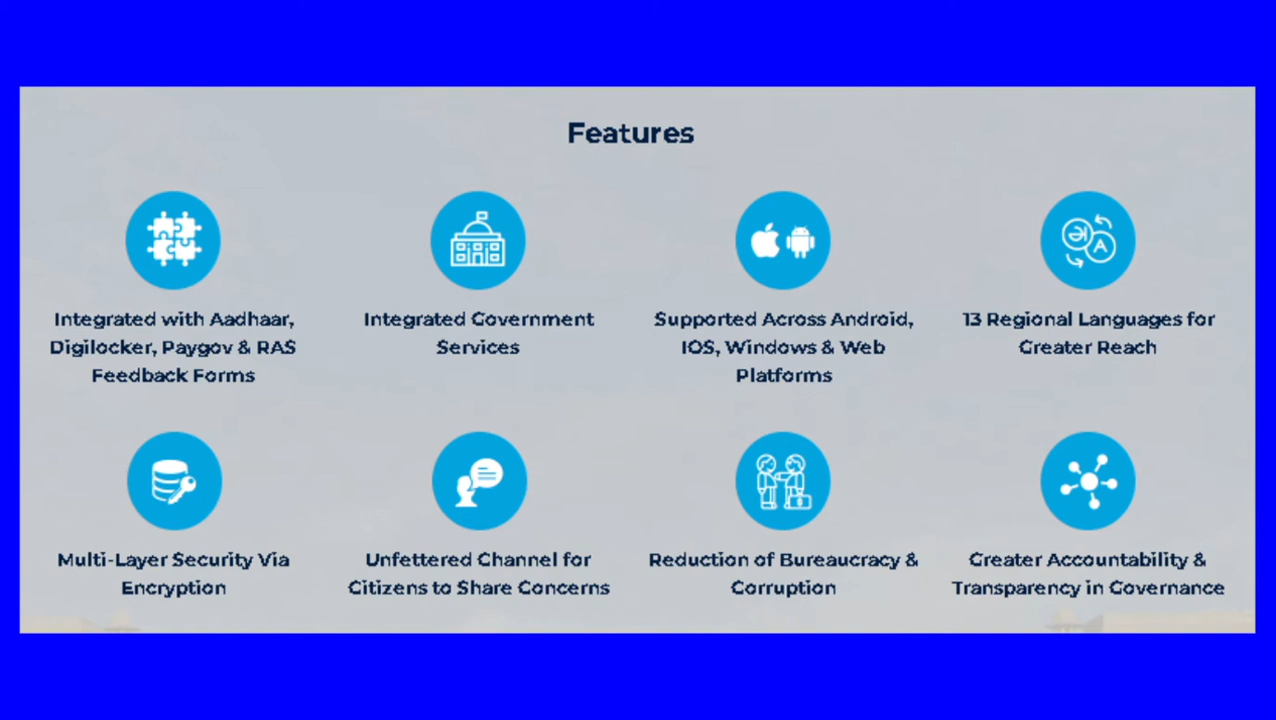 Features
Integrated with Aadhaar,
Digilocker, Paygov & RAS
Feedback Forms
Integrated Government
Services
Supported Across Android,
IOS, Windows & Web
Platforms
13 Regional Languages for
Greater Reach
Multi-Layer Security Via
Encryption
Unfettered Channel for
Citizens to Share Concerns
Reduction of Bureaucracy &
Corruption
Greater Accountability &
Transparency in Governance